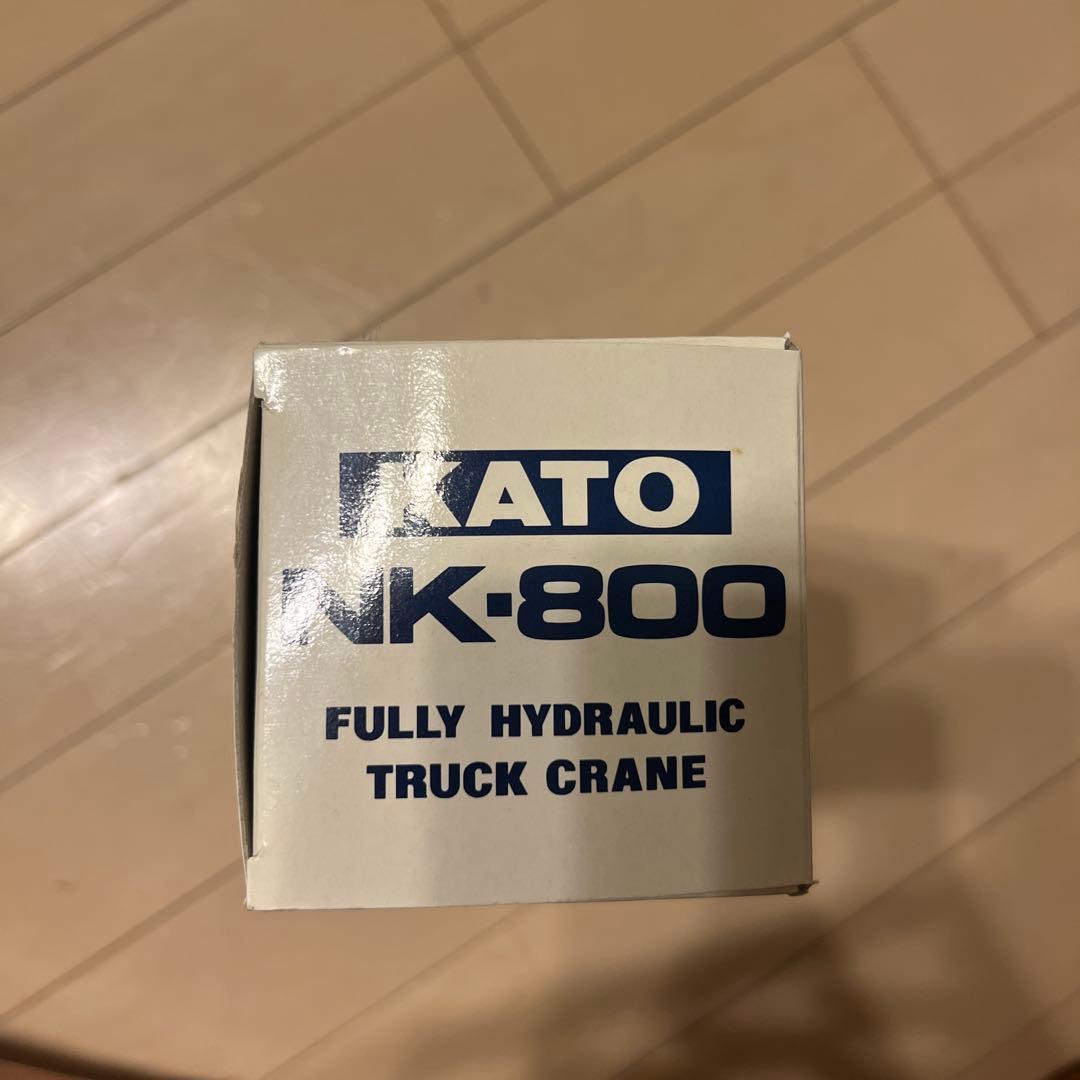 KATO
NK-800
FULLY HYDRAULIC
TRUCK CRANE